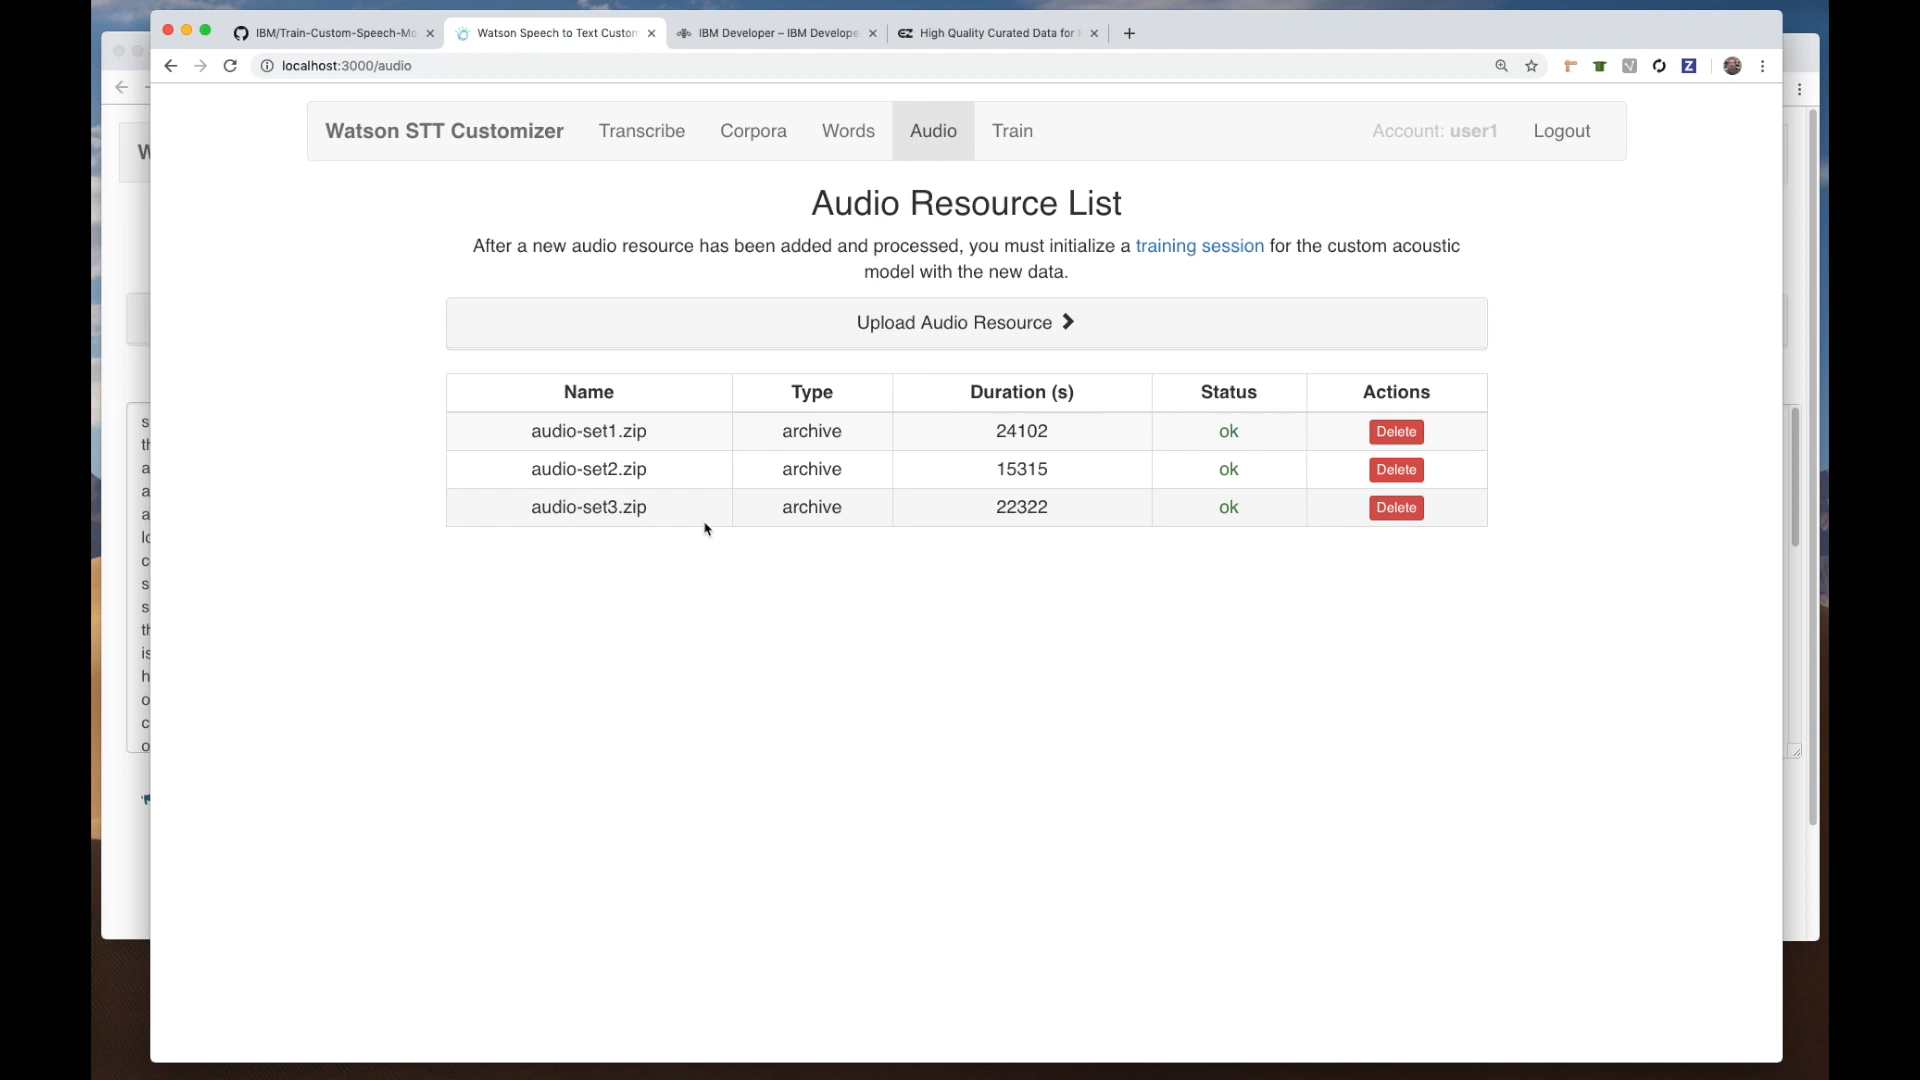 IBM/Train-Custom-Speech-Mo
Watson Speech to Text Custom
IBM Developer – IBM Develope
High Quality Curated Data for
localhost:3000/audio
Watson STT Customizer Transcribe Corpora Words Audio Train Account: user1 Logout
Audio Resource List
After a new audio resource has been added and processed, you must initialize a training session for the custom acoustic
model with the new data.
Upload Audio Resource
Name Type Duration (s) Status Actions
audio-set1.zip archive 24102 ok Delete
audio-set2.zip archive 15315 ok Delete
audio-set3.zip archive 22322 ok Delete